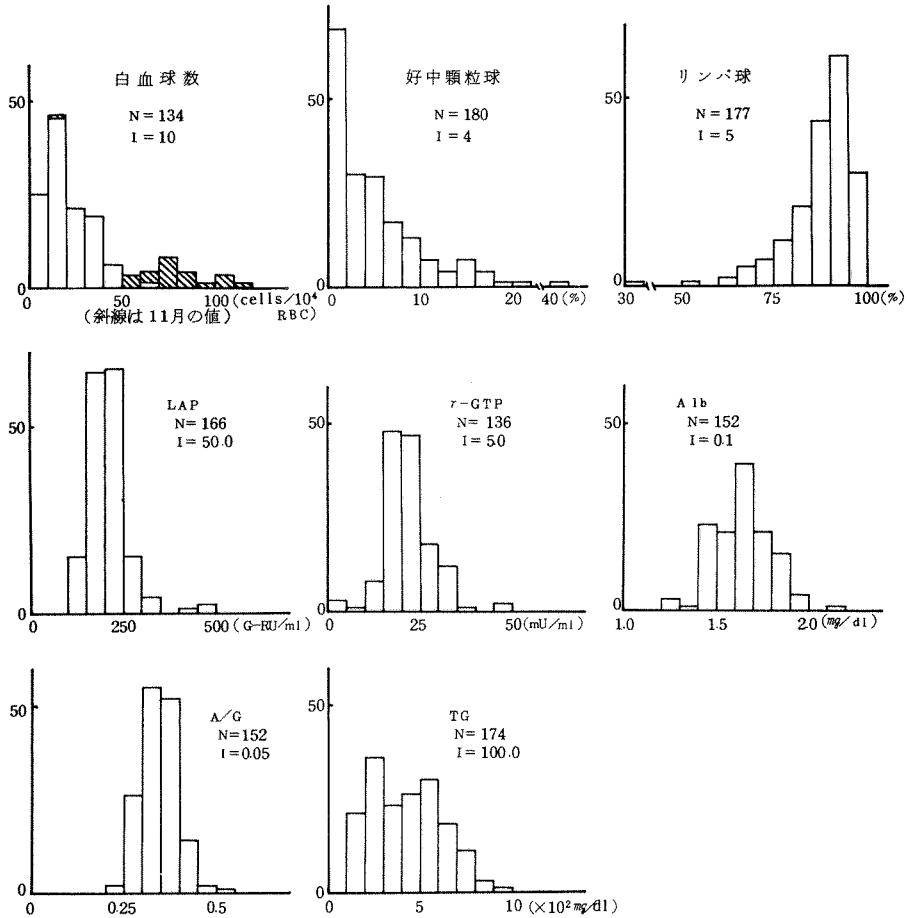 白血球数
N=134
I=10
50
0
0
50
100
(cells/10⁴
RBC)
(斜線は11月の値)
好中顆粒球
N=180
I=4
50
0
0
10
20
40(%)
リンパ球
N=177
I=5
50
0
30
50
75
100(%)
LAP
N=166
I=50.0
50
0
0
250
500
(G-RU/ml)
r-GTP
N=136
I=5.0
50
0
25
50
(mU/ml)
Alb
N=152
I=0.1
50
0
1.0
1.5
2.0
(mg/dl)
A/G
N=152
I=0.05
50
0
0
0.25
0.5
TG
N=174
I=100.0
50
0
0
5
10
(×10²mg/dl)